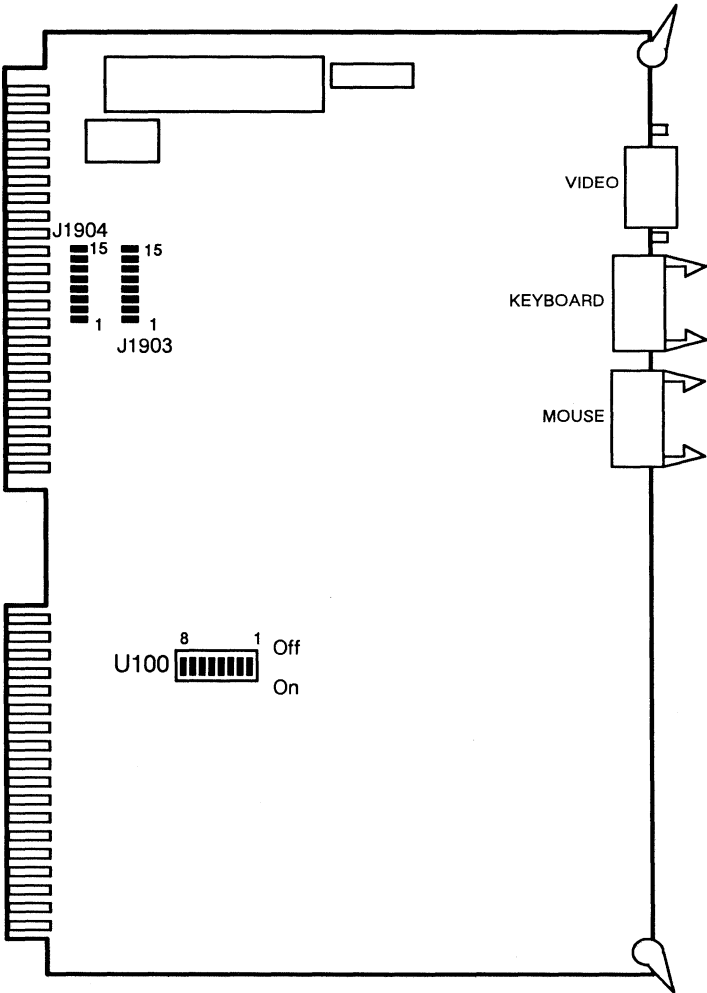 VIDEO
J1904
15 15
KEYBOARD
1 1
J1903
MOUSE
8 1 Off
U100
On